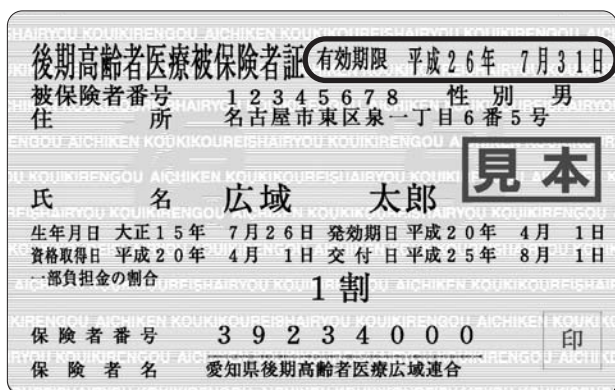 後期高齢者医療被保険者証 有効期限 平成26年 7月31日
被保険者番号 12345678 性別 男
住所 名古屋市東区泉一丁目6番5号
見本
氏名 広域 太郎
生年月日 大正15年 7月26日 発効期日 平成20年 4月 1日
資格取得日 平成20年 4月 1日 交付日 平成25年 8月 1日
一部負担金の割合
1割
保険者番号 39234000
印
保険者名 愛知県後期高齢者医療広域連合